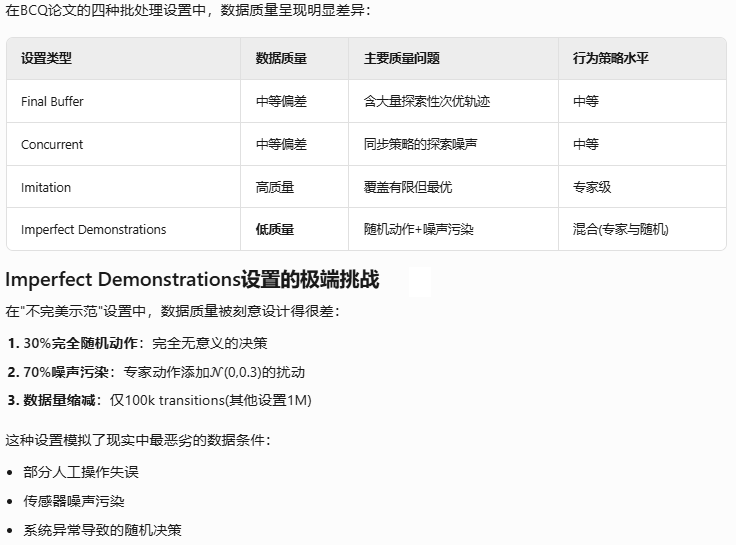 在BCQ论文的四种批处理设置中，数据质量呈现明显差异：
设置类型 数据质量 主要质量问题 行为策略水平
Final Buffer 中等偏差 含大量探索性次优轨迹 中等
Concurrent 中等偏差 同步策略的探索噪声 中等
Imitation 高质量 覆盖有限但最优 专家级
Imperfect Demonstrations 低质量 随机动作+噪声污染 混合(专家与随机)
Imperfect Demonstrations设置的极端挑战
在"不完美示范"设置中，数据质量被刻意设计得很差：
1. 30%完全随机动作：完全无意义的决策
2. 70%噪声污染：专家动作添加𝒩(0,0.3)的扰动
3. 数据量缩减：仅100k transitions(其他设置1M)
这种设置模拟了现实中最恶劣的数据条件：
• 部分人工操作失误
• 传感器噪声污染
• 系统异常导致的随机决策